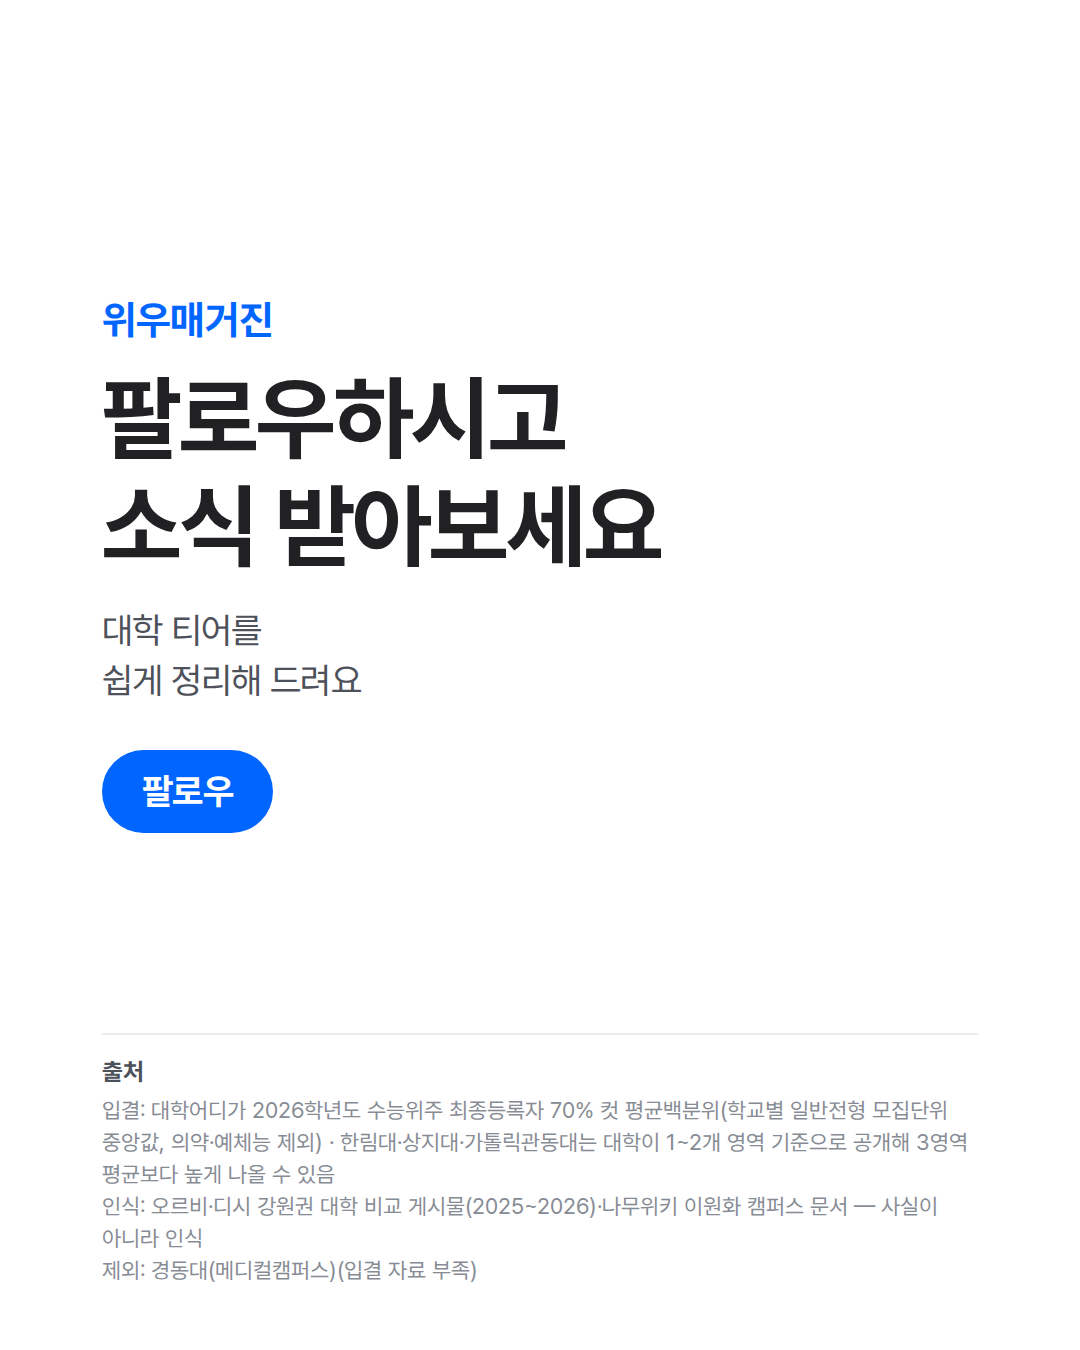 위우매거진
팔로우하시고
소식 받아보세요
대학 티어를
쉽게 정리해 드려요
팔로우
출처
입결: 대학어디가 2026학년도 수능위주 최종등록자 70% 컷 평균백분위(학교별 일반전형 모집단위
중앙값, 의약·예체능 제외) · 한림대·상지대·가톨릭관동대는 대학이 1~2개 영역 기준으로 공개해 3영역
평균보다 높게 나올 수 있음
인식: 오르비·디시 강원권 대학 비교 게시물(2025~2026)·나무위키 이원화 캠퍼스 문서 — 사실이
아니라 인식
제외: 경동대(메디컬캠퍼스)(입결 자료 부족)